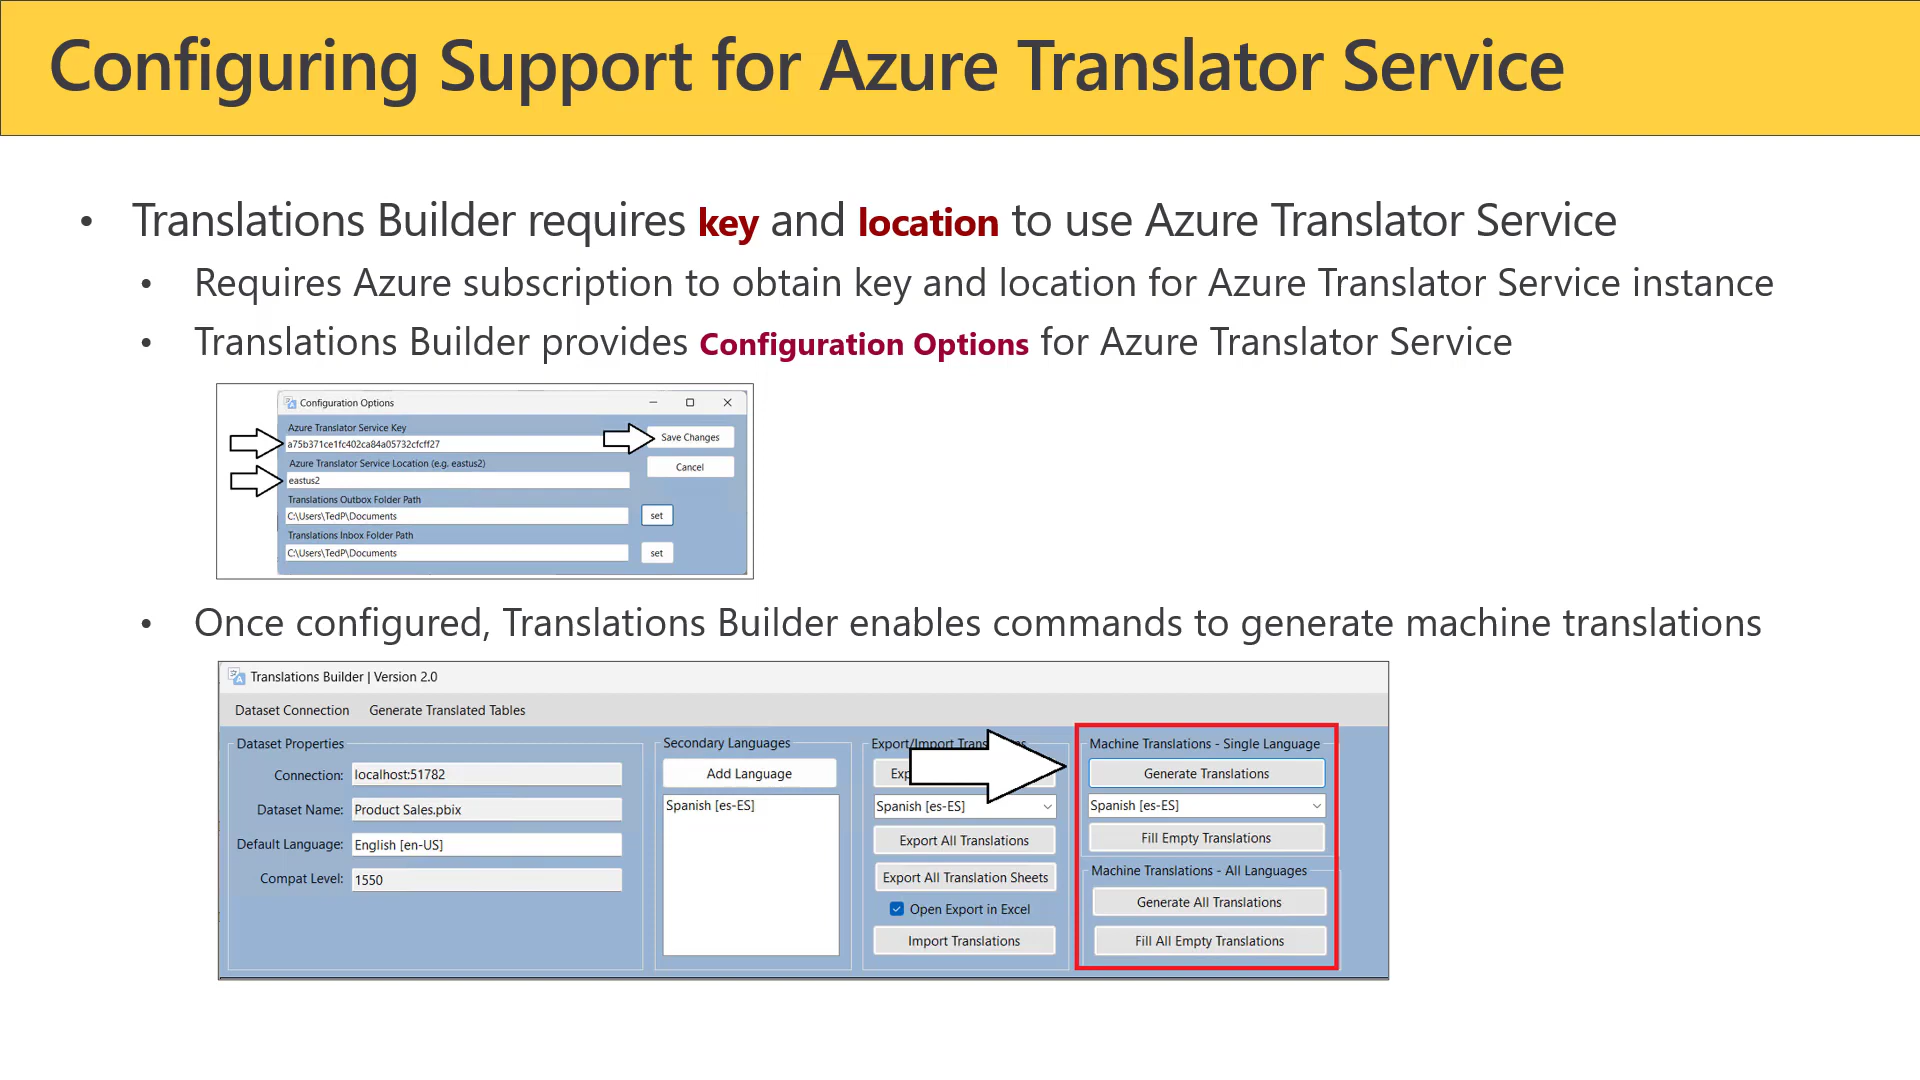 Configuring Support for Azure Translator Service
• Translations Builder requires key and location to use Azure Translator Service
• Requires Azure subscription to obtain key and location for Azure Translator Service instance
• Translations Builder provides Configuration Options for Azure Translator Service
Configuration Options
Azure Translator Service Key
a75b371ce1fc402ca84a05732cfcff27
Save Changes
Azure Translator Service Location (e.g. eastus2)
Cancel
eastus2
Translations Outbox Folder Path
C:\Users\TedP\Documents
set
Translations Inbox Folder Path
C:\Users\TedP\Documents
set
• Once configured, Translations Builder enables commands to generate machine translations
Translations Builder | Version 2.0
Dataset Connection Generate Translated Tables
Dataset Properties
Connection: localhost:51782
Dataset Name: Product Sales.pbix
Default Language: English [en-US]
Compat Level: 1550
Secondary Languages
Add Language
Spanish [es-ES]
Export/Import
Spanish [es-ES]
Export All Translations
Export All Translation Sheets
Open Export in Excel
Import Translations
Machine Translations - Single Language
Generate Translations
Spanish [es-ES]
Fill Empty Translations
Machine Translations - All Languages
Generate All Translations
Fill All Empty Translations